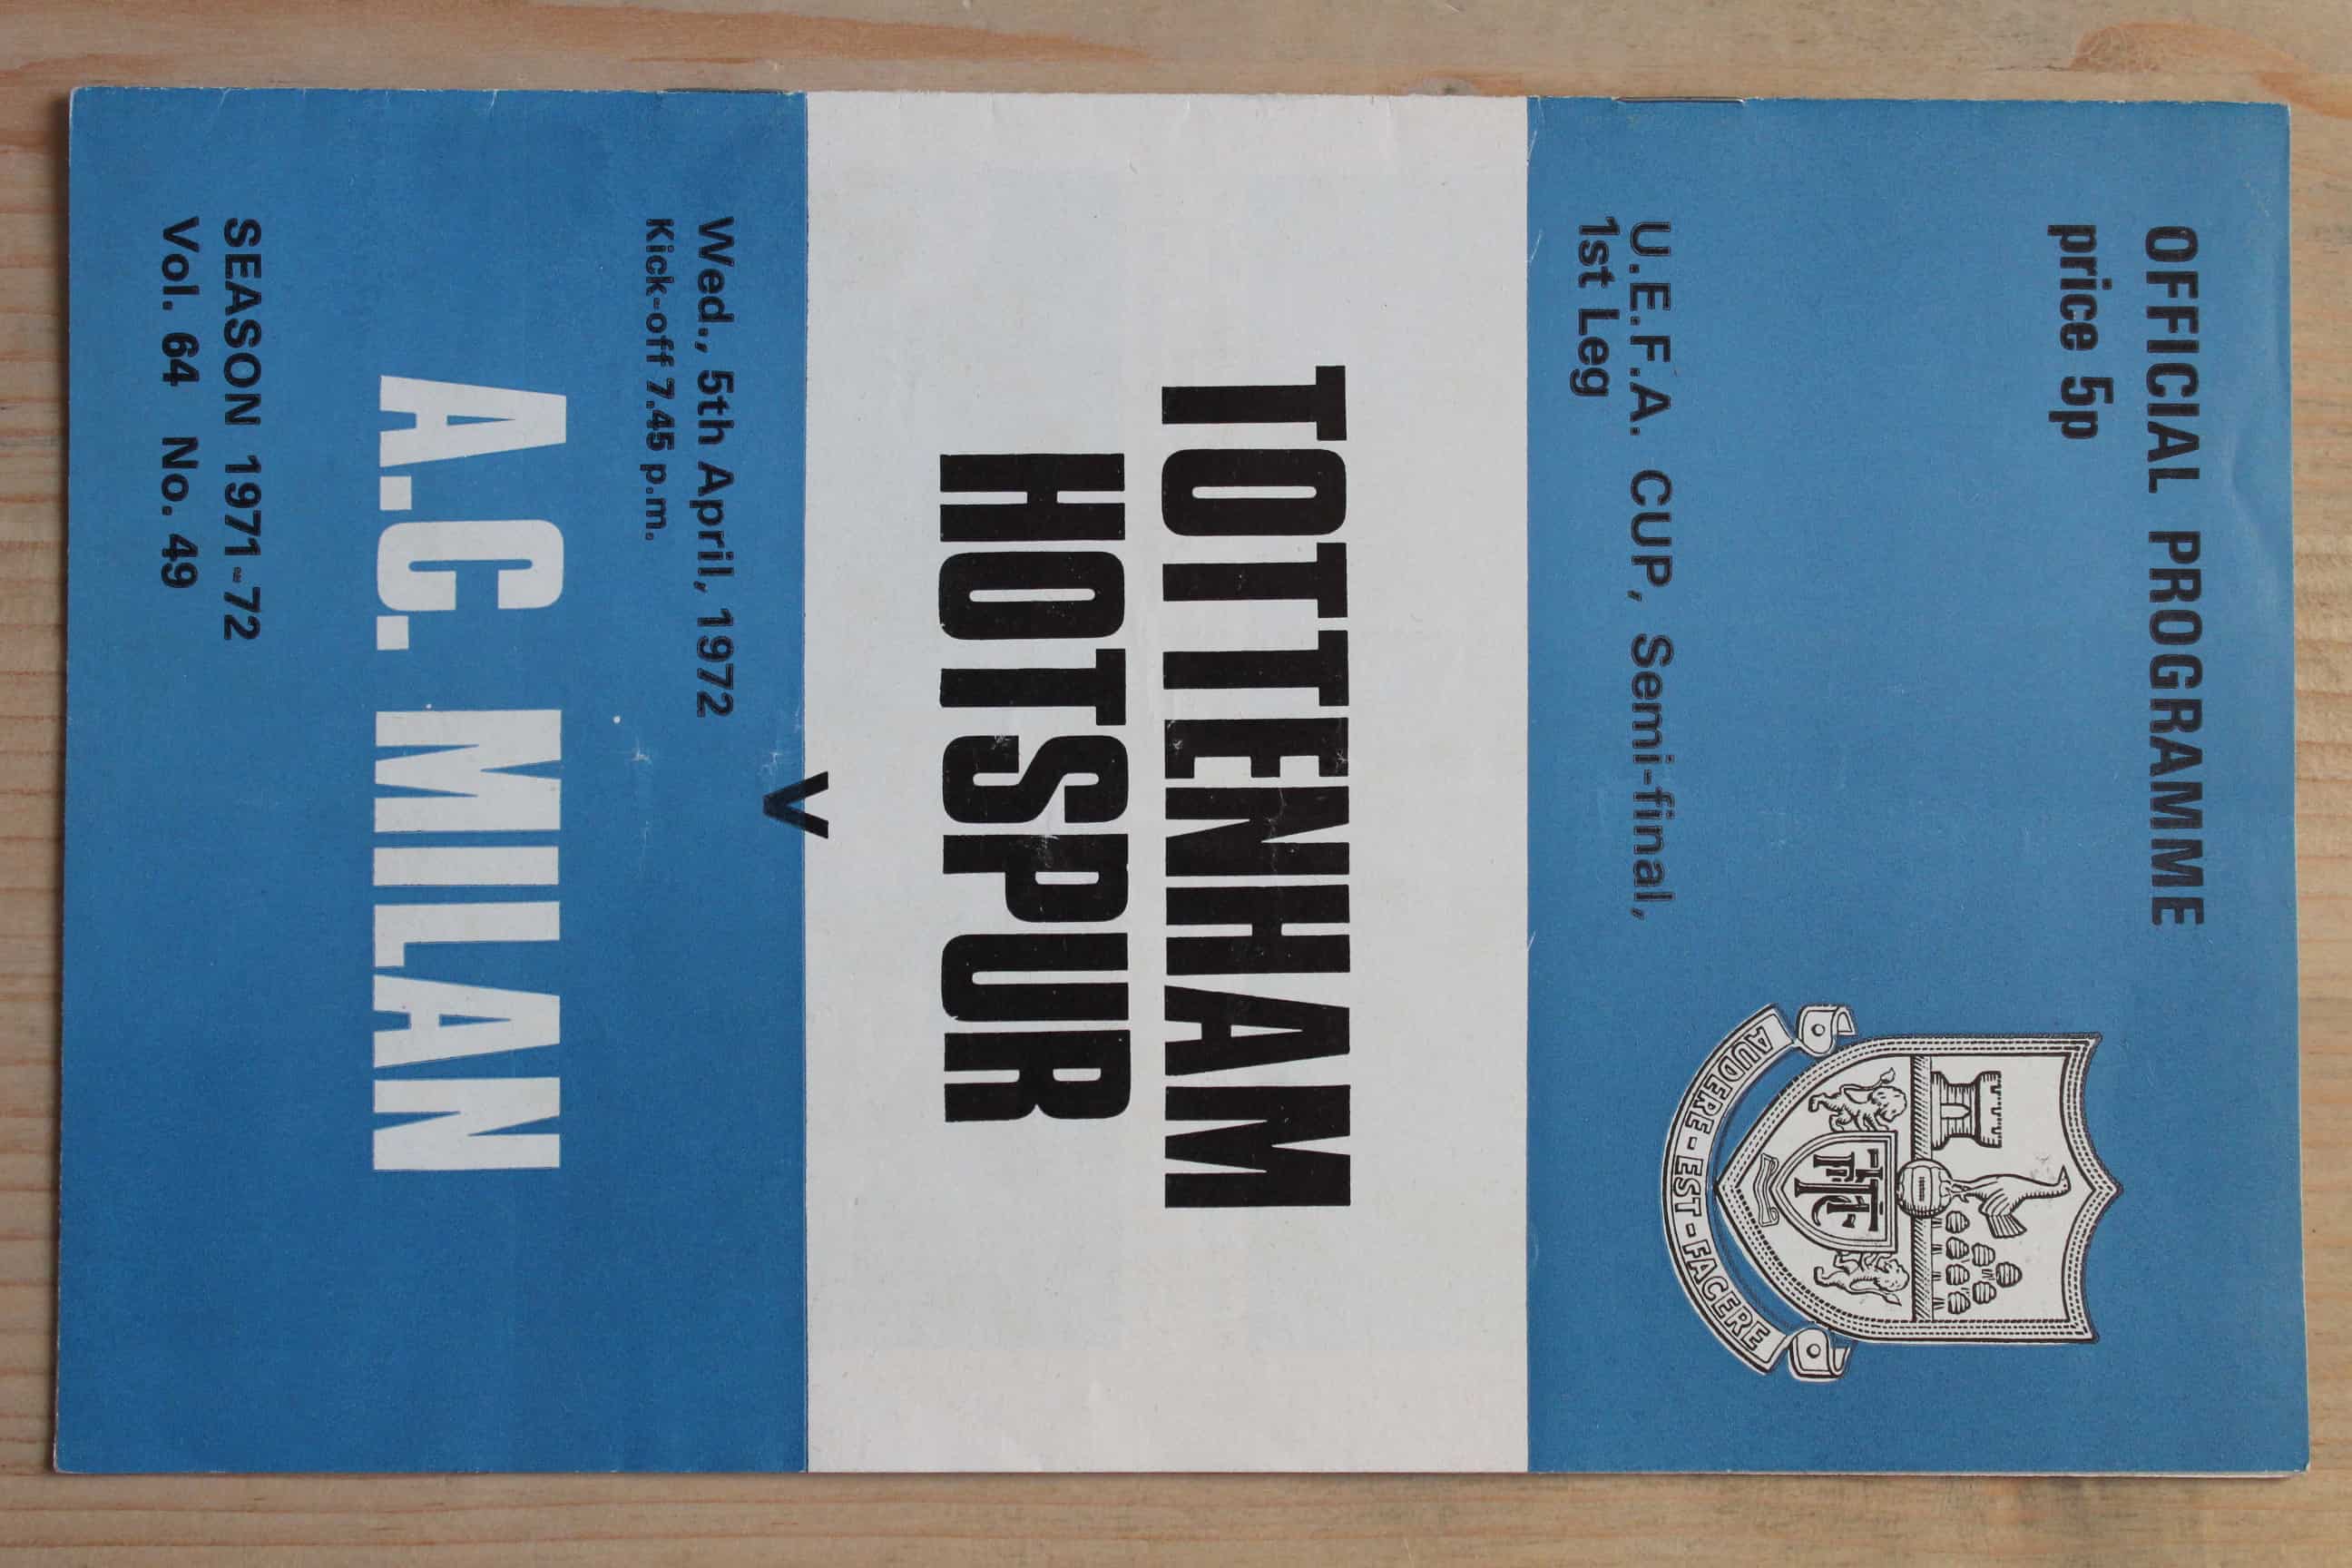 OFFICIAL PROGRAMME
price 5p
AUDERE - EST - FACERE
U.E.F.A. CUP, Semi-final,
1st Leg
TOTTENHAM
HOTSPUR
v
Wed., 5th April, 1972
Kick-off 7.45 p.m.
A.C. MILAN
SEASON 1971-72
Vol. 64 No. 49